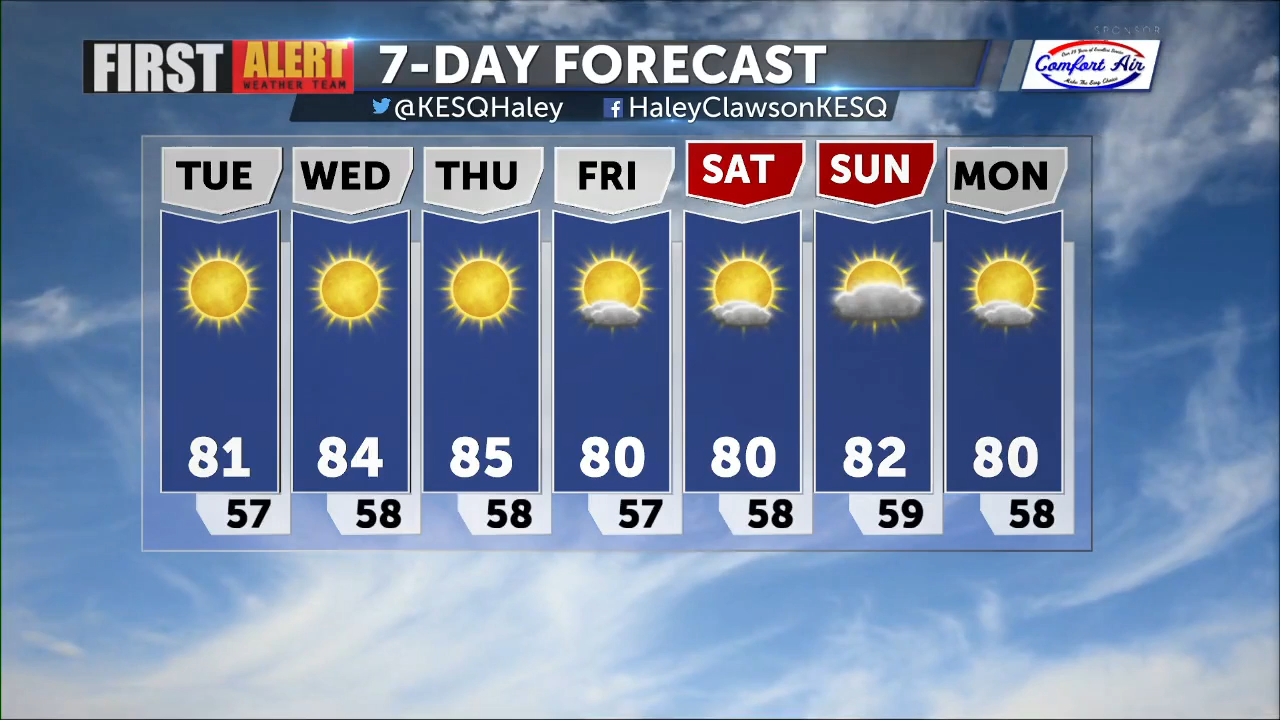 SPONSOR
FIRST ALERT 7-DAY FORECAST
WEATHER TEAM
Comfort Air
@KESQHaley HaleyClawsonKESQ
TUE WED THU FRI SAT SUN MON
81 84 85 80 80 82 80
57 58 58 57 58 59 58